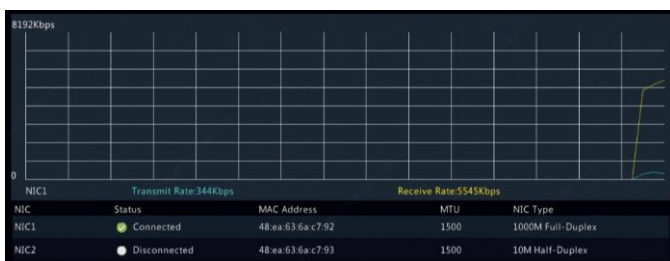 8192Kbps
0
NIC1 Transmit Rate:344Kbps Receive Rate:5545Kbps
NIC Status MAC Address MTU NIC Type
NIC1 Connected 48:ea:63:6a:c7:92 1500 1000M Full-Duplex
NIC2 Disconnected 48:ea:63:6a:c7:93 1500 10M Half-Duplex